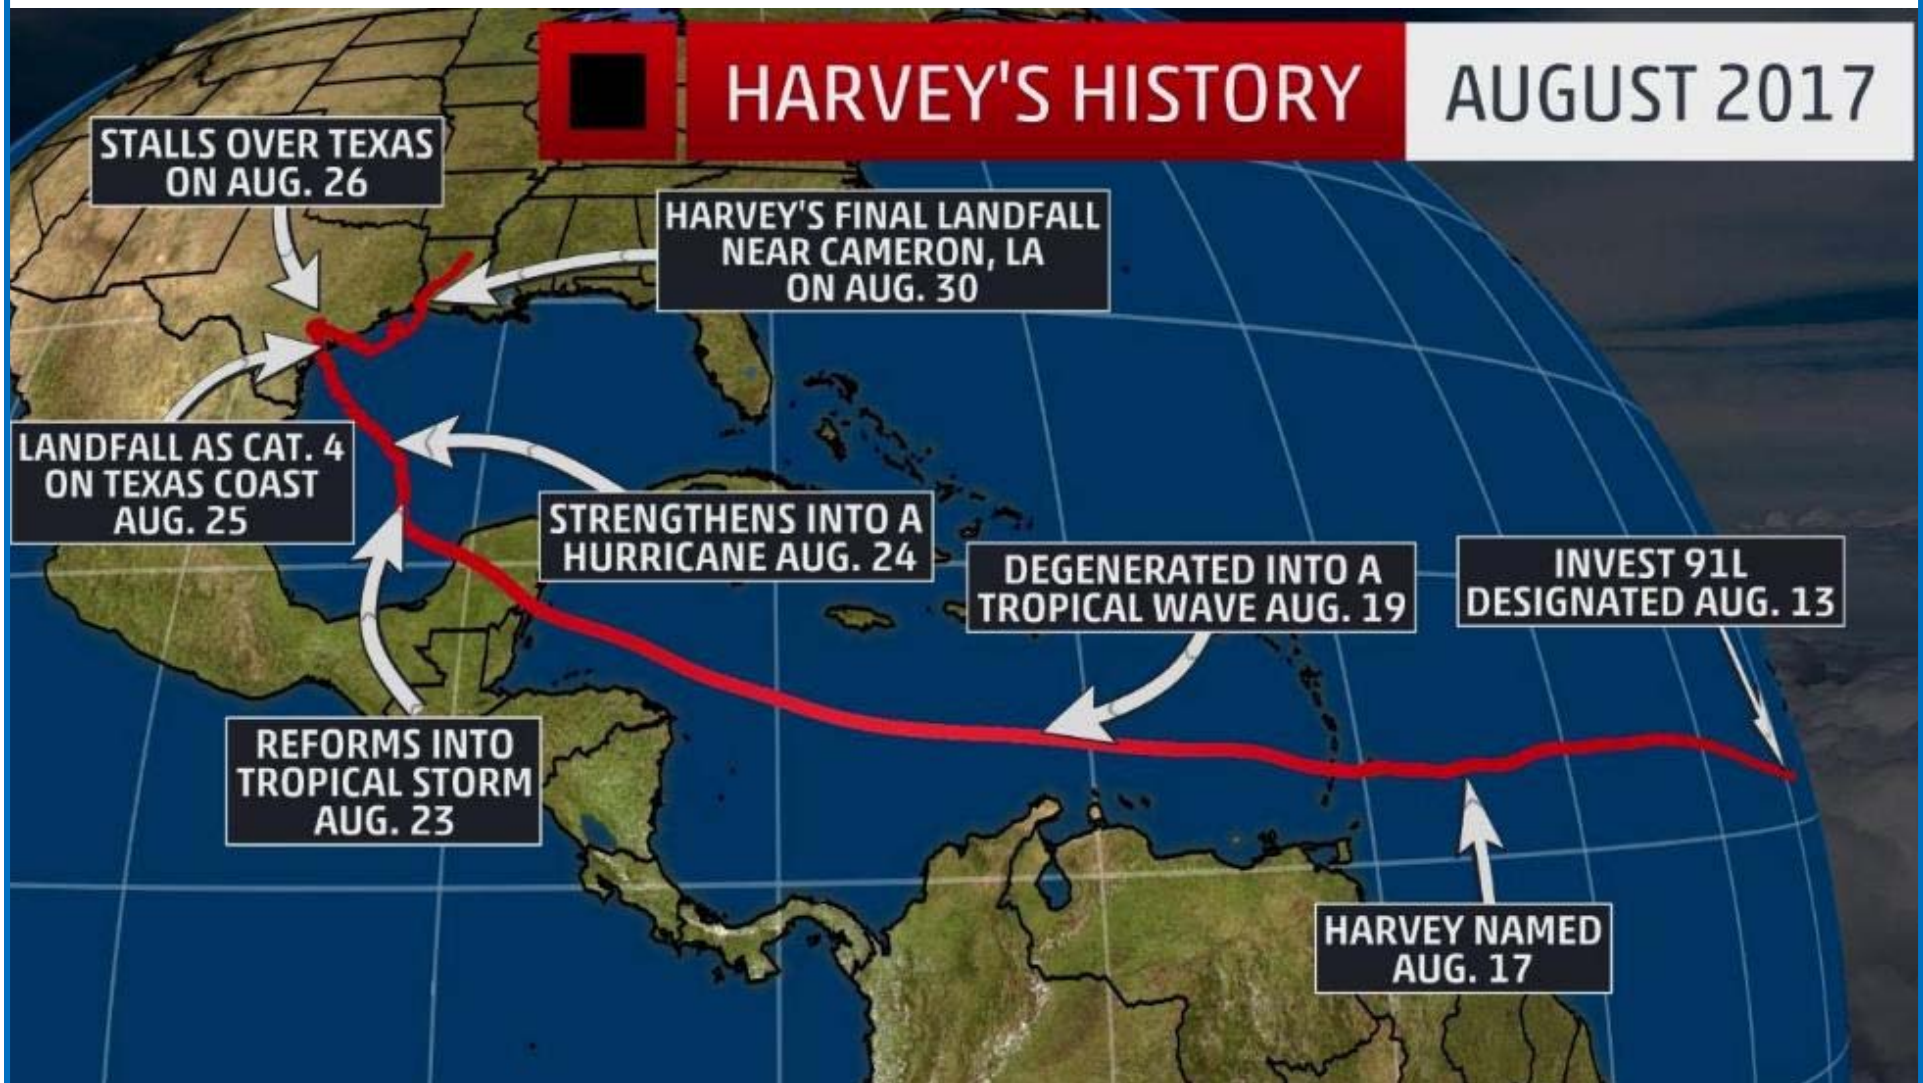 HARVEY'S HISTORY
AUGUST 2017
STALLS OVER TEXAS
ON AUG. 26
HARVEY'S FINAL LANDFALL
NEAR CAMERON, LA
ON AUG. 30
LANDFALL AS CAT. 4
ON TEXAS COAST
AUG. 25
STRENGTHENS INTO A
HURRICANE AUG. 24
DEGENERATED INTO A
TROPICAL WAVE AUG. 19
INVEST 91L
DESIGNATED AUG. 13
REFORMS INTO
TROPICAL STORM
AUG. 23
HARVEY NAMED
AUG. 17